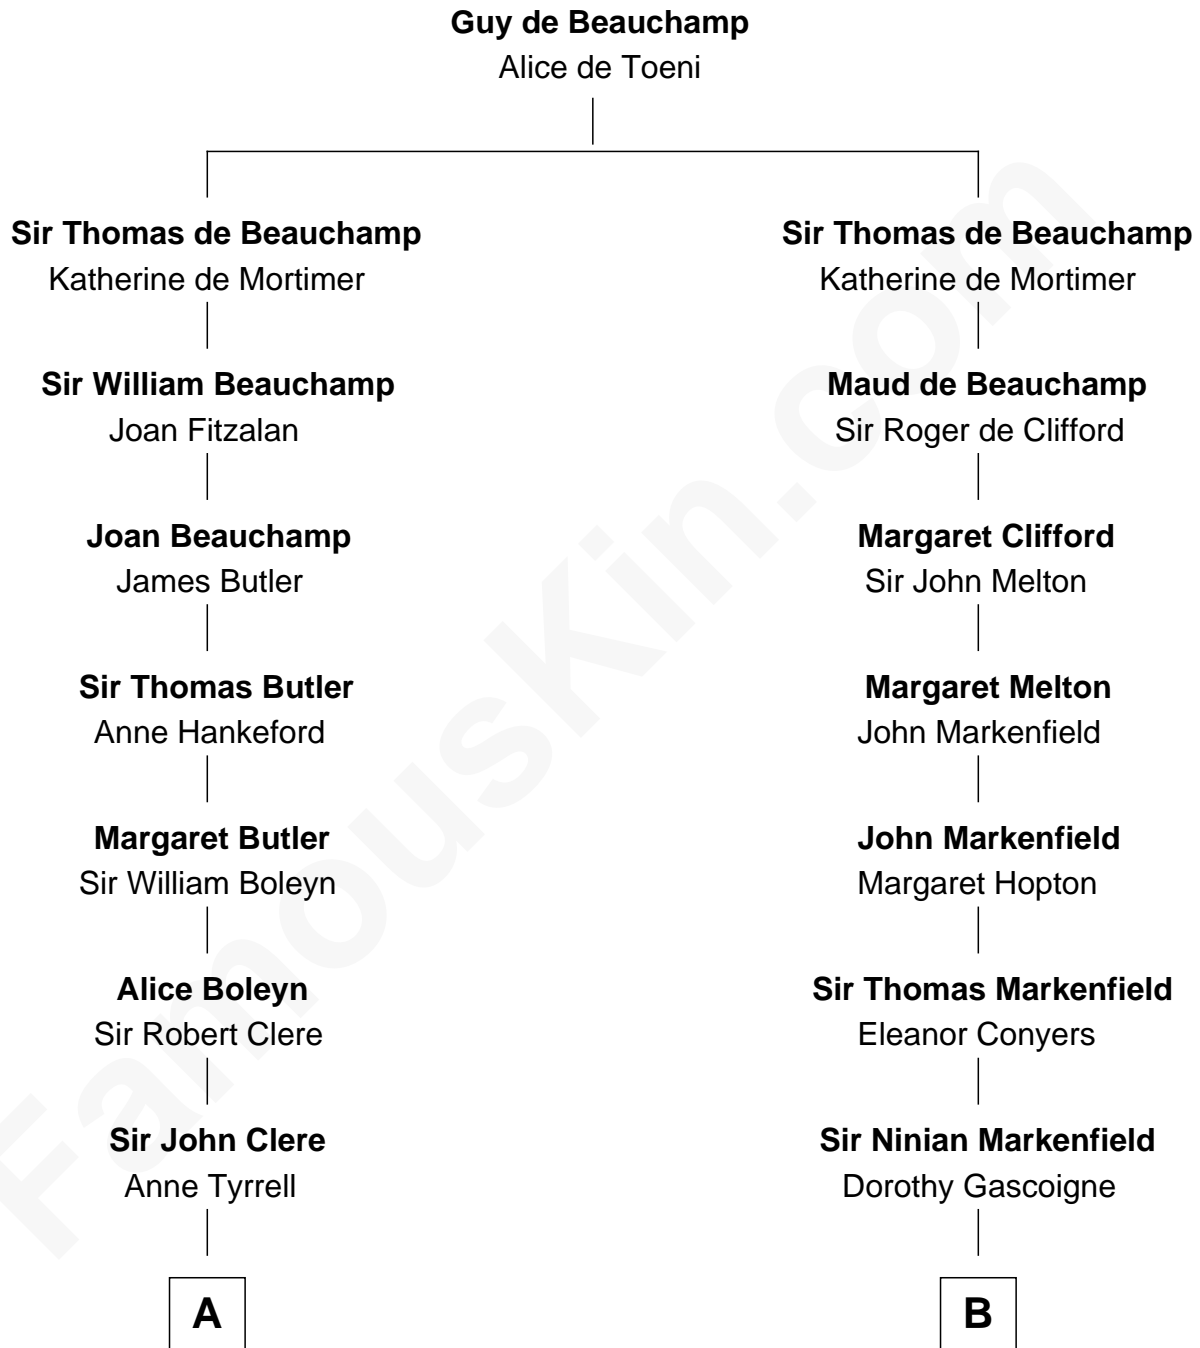 Guy de Beauchamp
Alice de Toeni
Sir Thomas de Beauchamp
Katherine de Mortimer
Sir Thomas de Beauchamp
Katherine de Mortimer
Sir William Beauchamp
Joan Fitzalan
Maud de Beauchamp
Sir Roger de Clifford
Joan Beauchamp
James Butler
Margaret Clifford
Sir John Melton
Sir Thomas Butler
Anne Hankeford
Margaret Melton
John Markenfield
Margaret Butler
Sir William Boleyn
John Markenfield
Margaret Hopton
Alice Boleyn
Sir Robert Clere
Sir Thomas Markenfield
Eleanor Conyers
Sir John Clere
Anne Tyrrell
Sir Ninian Markenfield
Dorothy Gascoigne
A
B
FamousKin.com